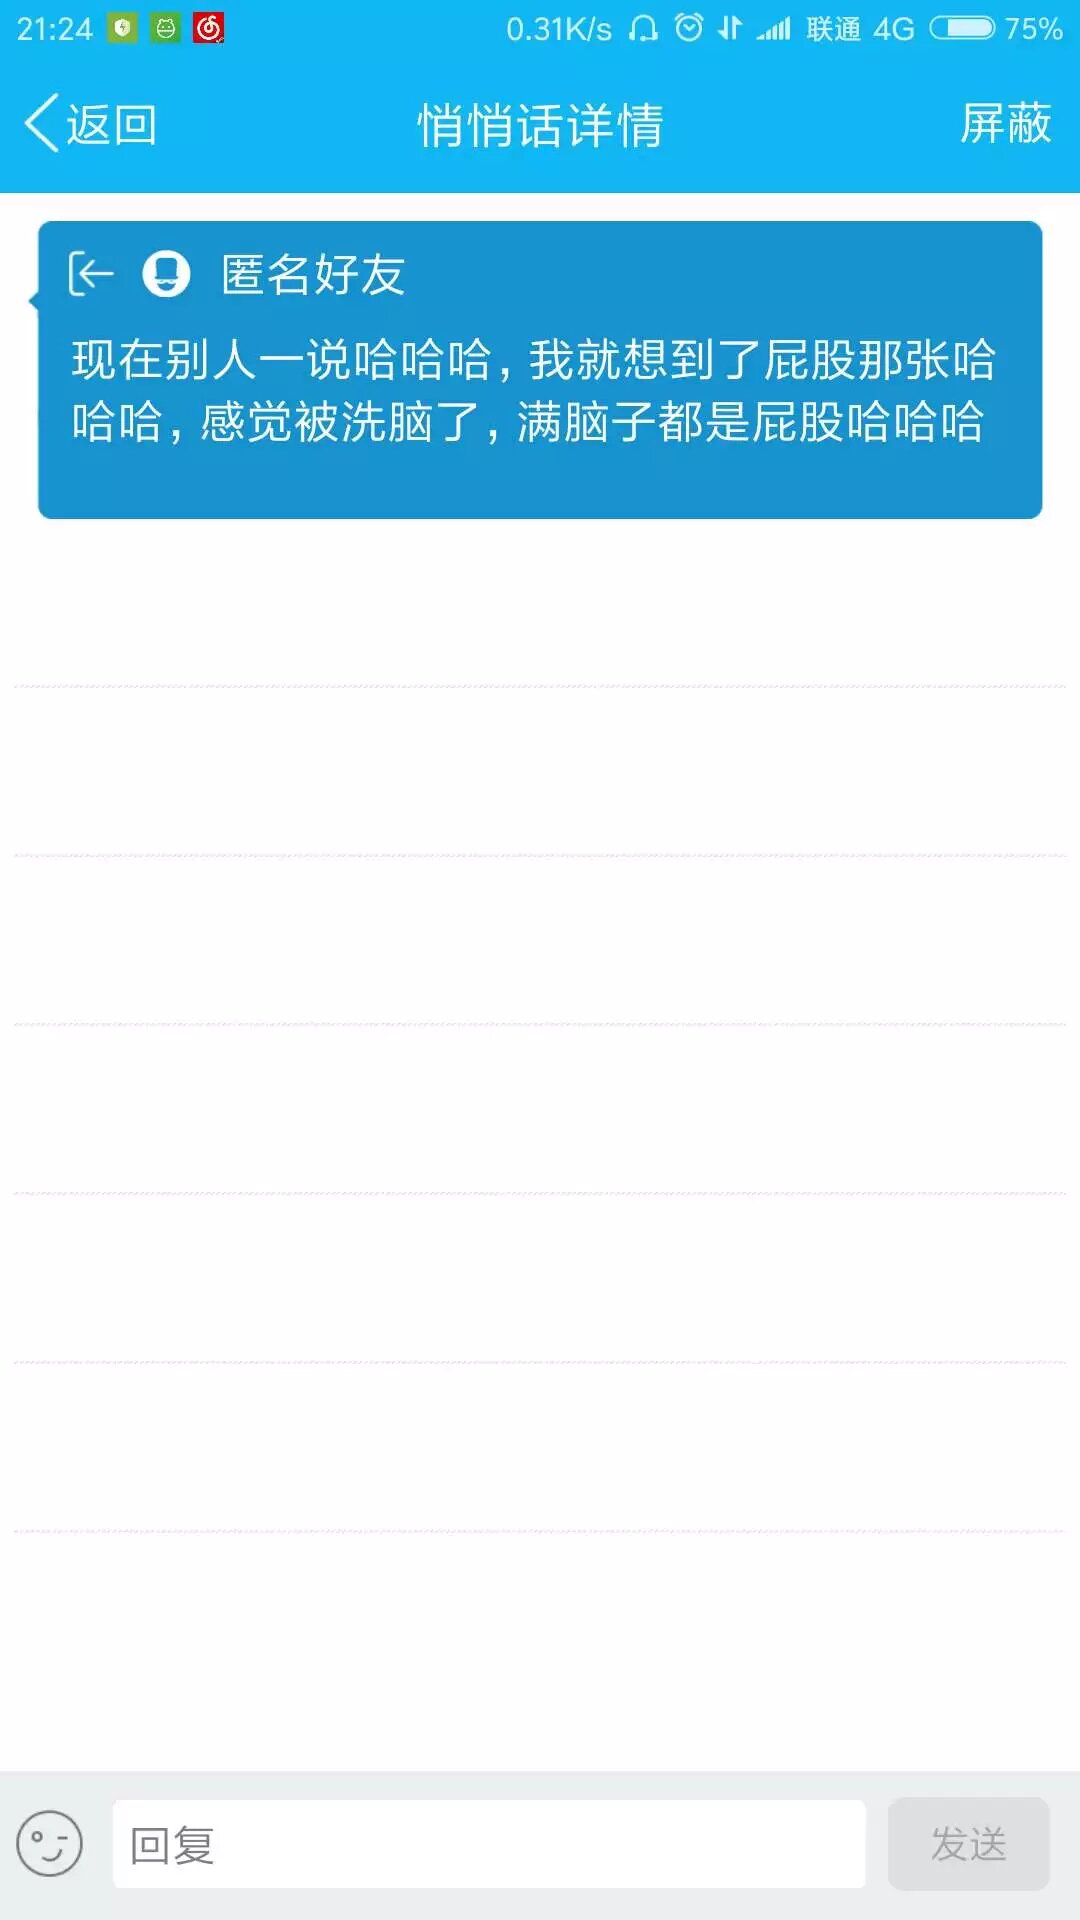 21:24 0.31K/s 联通 4G 75%
返回 悄悄话详情 屏蔽
匿名好友
现在别人一说哈哈哈，我就想到了屁股那张哈
哈哈，感觉被洗脑了，满脑子都是屁股哈哈哈
回复 发送